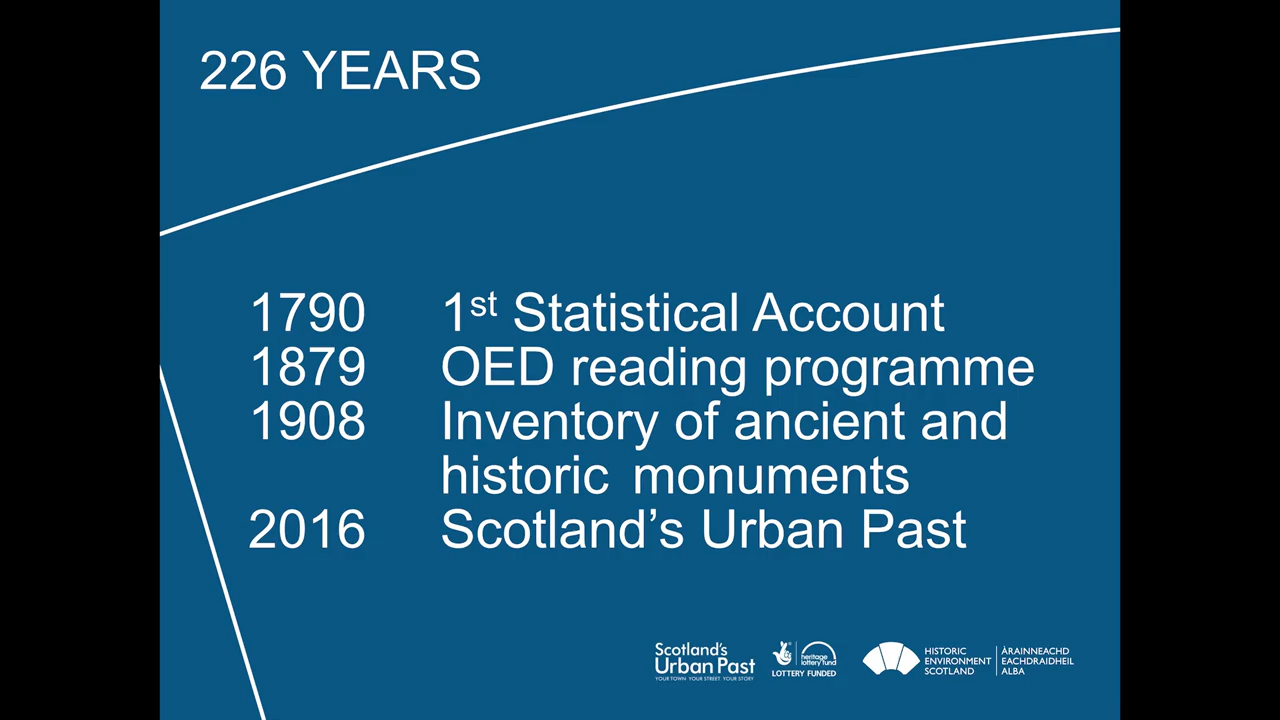 226 YEARS
1790 1st Statistical Account
1879 OED reading programme
1908 Inventory of ancient and
historic monuments
2016 Scotland’s Urban Past
Scotland's
Urban Past
YOUR TOWN YOUR STREET YOUR STORY
heritage
lottery fund
LOTTERY FUNDED
HISTORIC
ENVIRONMENT
SCOTLAND
ÀRAINNEACHD
EACHDRAIDHEIL
ALBA